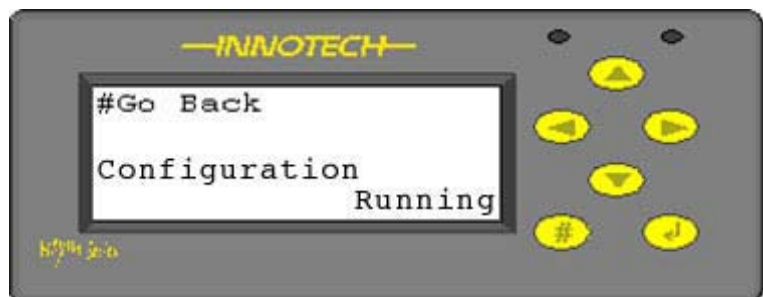 INNOTECH
#Go Back
Configuration
Running
#